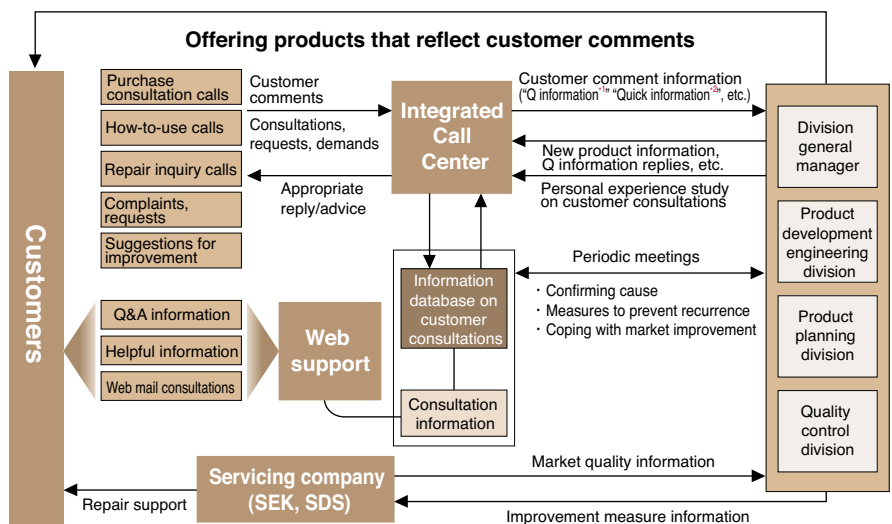 Offering products that reflect customer comments
Customers
Purchase
consultation calls
How-to-use calls
Repair inquiry calls
Complaints,
requests
Suggestions for
improvement
Customer
comments
Consultations,
requests, demands
Appropriate
reply/advice
Integrated
Call
Center
Customer comment information
(“Q information*1” “Quick information*2”, etc.)
New product information,
Q information replies, etc.
Personal experience study
on customer consultations
Division
general
manager
Product
development
engineering
division
Product
planning
division
Quality
control
division
Information
database on
customer
consultations
Periodic meetings
・Confirming cause
・Measures to prevent recurrence
・Coping with market improvement
Q&A information
Helpful information
Web mail consultations
Web
support
Consultation
information
Servicing company
(SEK, SDS)
Repair support
Market quality information
Improvement measure information